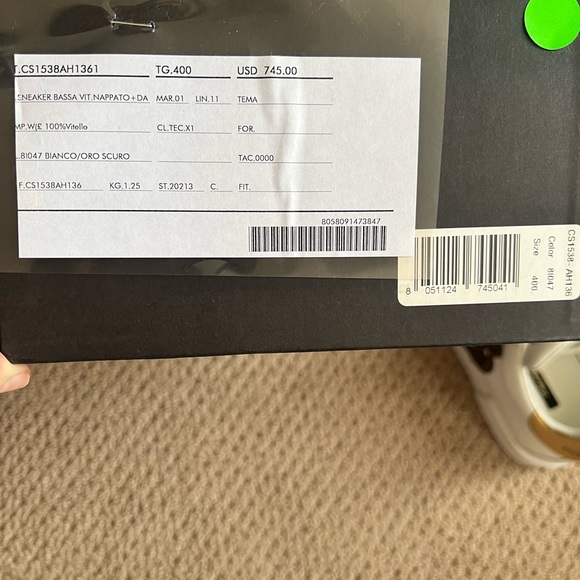 T.CS1538AH1361 TG.400 USD 745.00
SNEAKER BASSA VIT.NAPPATO+DA MAR.01 LIN.11 TEMA
MP.W(£ 100%Vitello CL.TEC.X1 FOR.
.8I047 BIANCO/ORO SCURO TAC.0000
F.CS1538AH136 KG.1.25 ST.20213 C. FIT.
8058091473847
CS1538- AH136
Color 8I047
Size 400
8 051124 745041